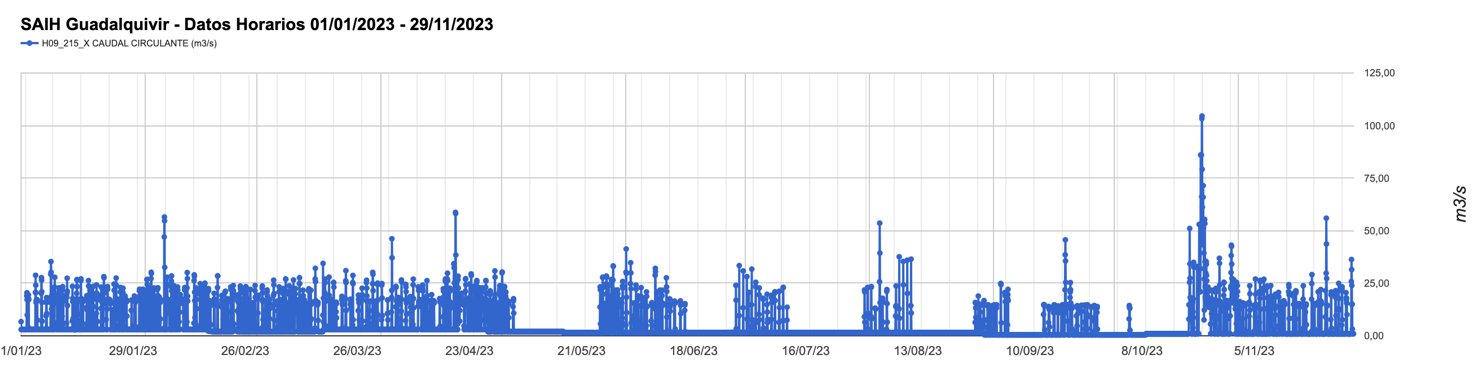 SAIH Guadalquivir - Datos Horarios 01/01/2023 - 29/11/2023
H09_215_X CAUDAL CIRCULANTE (m3/s)
125,00
100,00
75,00
50,00
25,00
0,00
m3/s
1/01/23 29/01/23 26/02/23 26/03/23 23/04/23 21/05/23 18/06/23 16/07/23 13/08/23 10/09/23 8/10/23 5/11/23